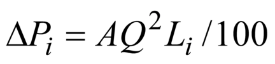 ΔP_i = AQ^2L_i/100